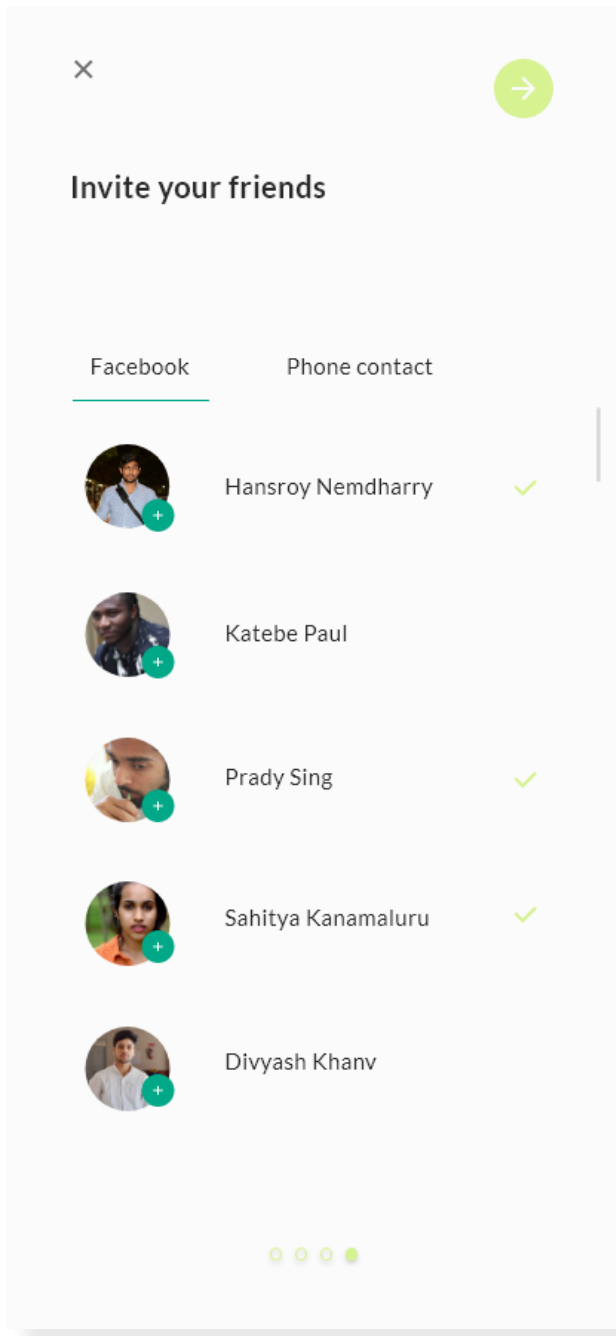 Invite your friends
Facebook Phone contact
Hansroy Nemdharry
Katebe Paul
Prady Sing
Sahitya Kanamaluru
Divyash Khanv